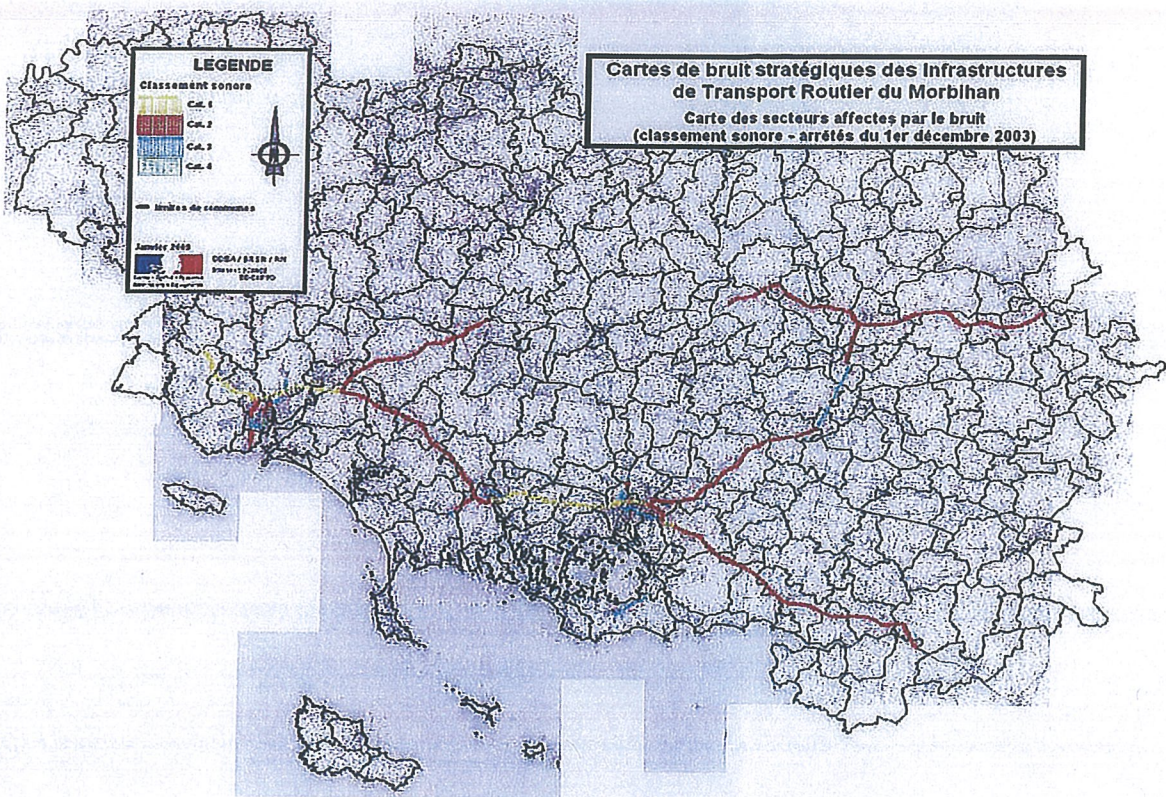 LEGENDE
Classement sonore
Cat. 1
Cat. 2
Cat. 3
Cat. 4
limites de communes
Janvier 2009
Cartes de bruit stratégiques des Infrastructures
de Transport Routier du Morbihan
Carte des secteurs affectes par le bruit
(classement sonore - arrêtés du 1er décembre 2003)